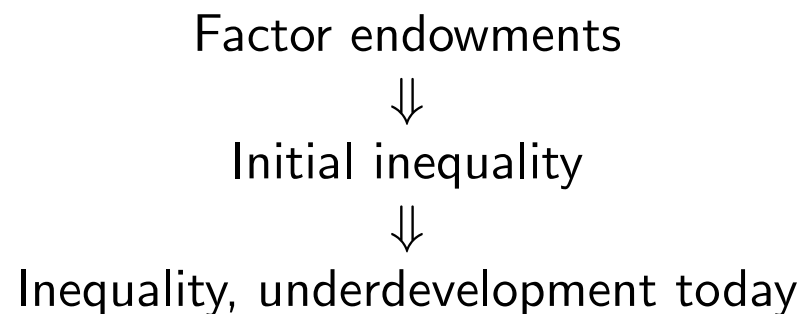 Factor endowments
⇓
Initial inequality
⇓
Inequality, underdevelopment today